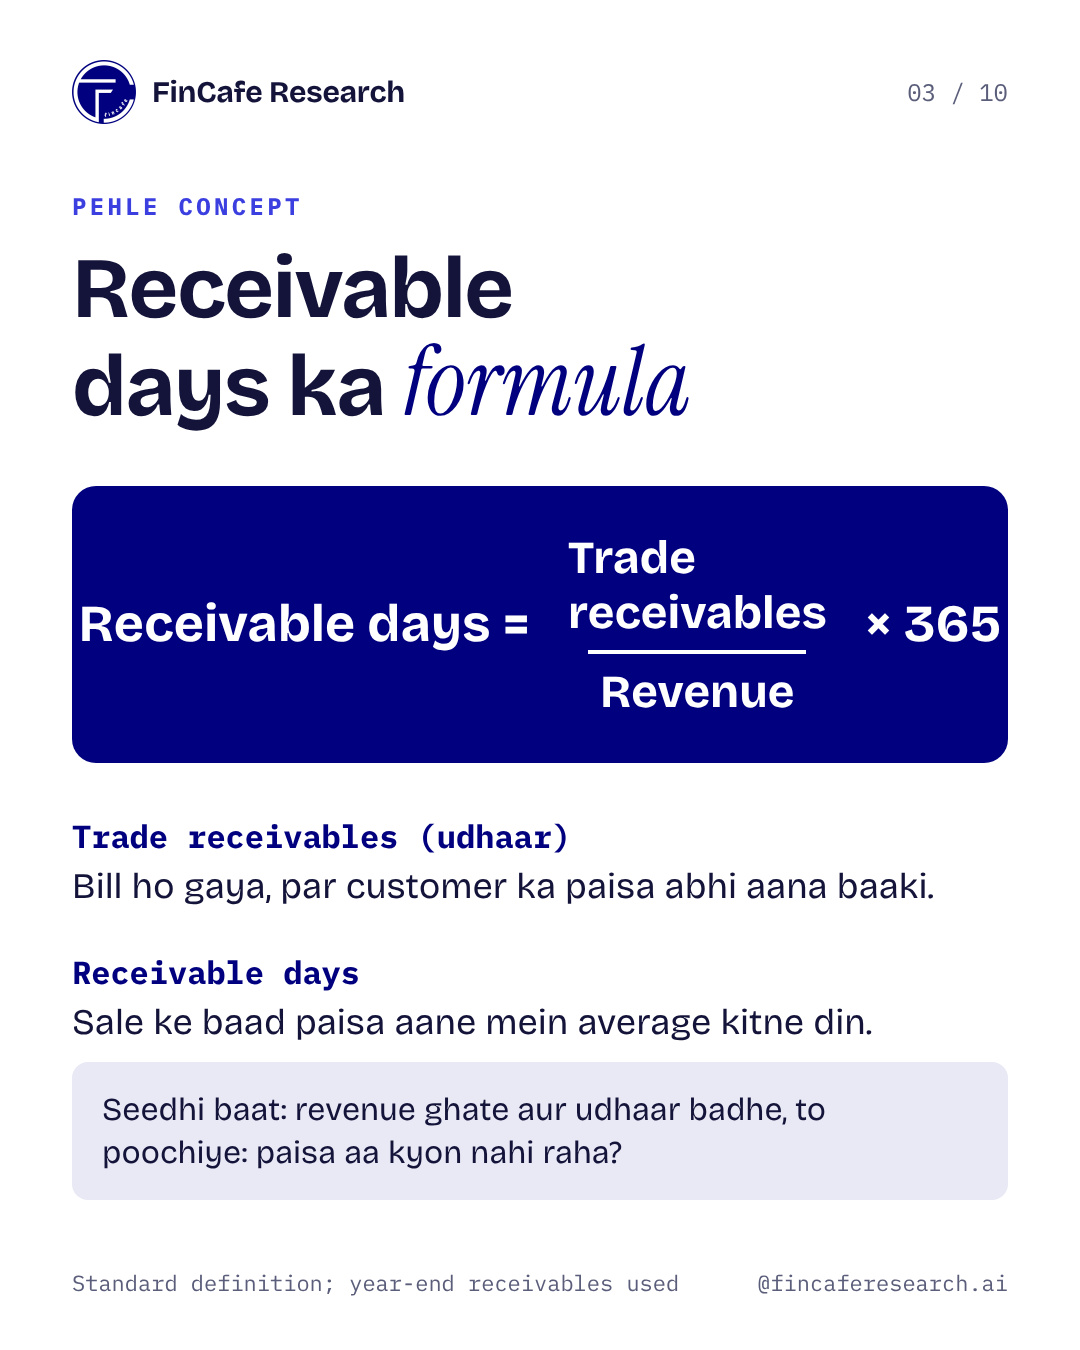 FinCafe Research
03 / 10
PEHLE CONCEPT
Receivable
days ka formula
Trade
receivables
Receivable days = × 365
Revenue
Trade receivables (udhaar)
Bill ho gaya, par customer ka paisa abhi aana baaki.
Receivable days
Sale ke baad paisa aane mein average kitne din.
Seedhi baat: revenue ghate aur udhaar badhe, to
poochiye: paisa aa kyon nahi raha?
Standard definition; year-end receivables used
@fincaferesearch.ai